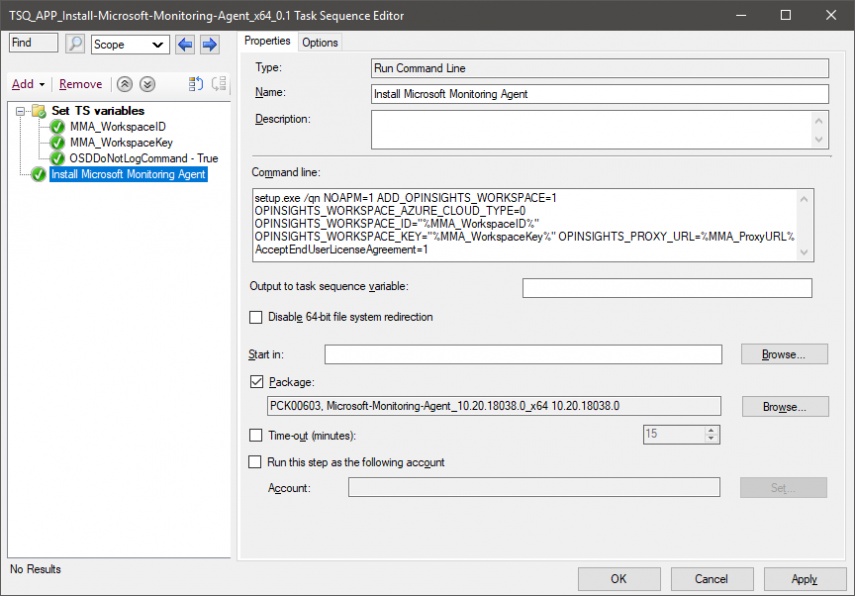 TSQ_APP_Install-Microsoft-Monitoring-Agent_x64_0.1 Task Sequence Editor
Find
Scope
Add
Remove
Set TS variables
MMA_WorkspaceID
MMA_WorkspaceKey
OSDDoNotLogCommand - True
Install Microsoft Monitoring Agent
No Results
Properties
Options
Type:
Run Command Line
Name:
Install Microsoft Monitoring Agent
Description:
Command line:
setup.exe /qn NOAPM=1 ADD_OPINSIGHTS_WORKSPACE=1
OPINSIGHTS_WORKSPACE_AZURE_CLOUD_TYPE=0
OPINSIGHTS_WORKSPACE_ID="%MMA_WorkspaceID%"
OPINSIGHTS_WORKSPACE_KEY="%MMA_WorkspaceKey%" OPINSIGHTS_PROXY_URL=%MMA_ProxyURL%
AcceptEndUserLicenseAgreement=1
Output to task sequence variable:
Disable 64-bit file system redirection
Start in:
Browse...
Package:
PCK00603, Microsoft-Monitoring-Agent_10.20.18038.0_x64 10.20.18038.0
Browse...
Time-out (minutes):
15
Run this step as the following account
Account:
Set...
OK
Cancel
Apply